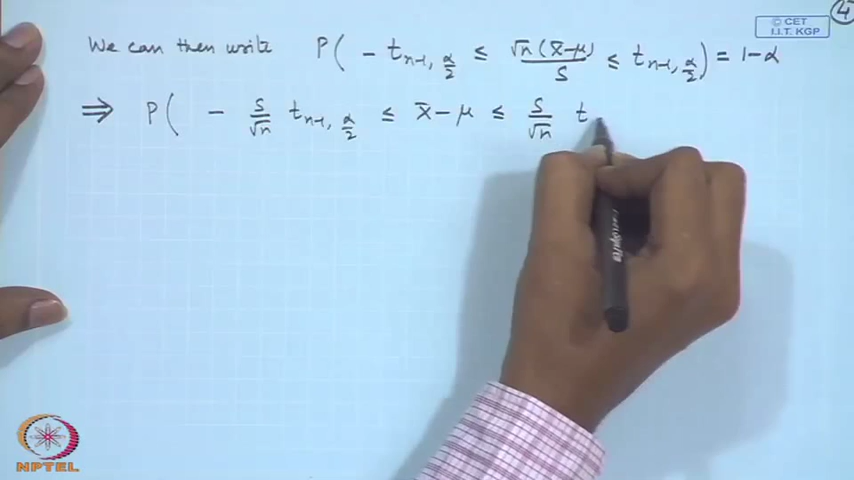 ④
© CET
I.I.T. KGP
We can then write P( - t_{n-1, α/2} ≤ √n (x̄-μ)/S ≤ t_{n-1, α/2} ) = 1-α
⇒ P( - S/√n t_{n-1, α/2} ≤ x̄-μ ≤ S/√n t
NPTEL